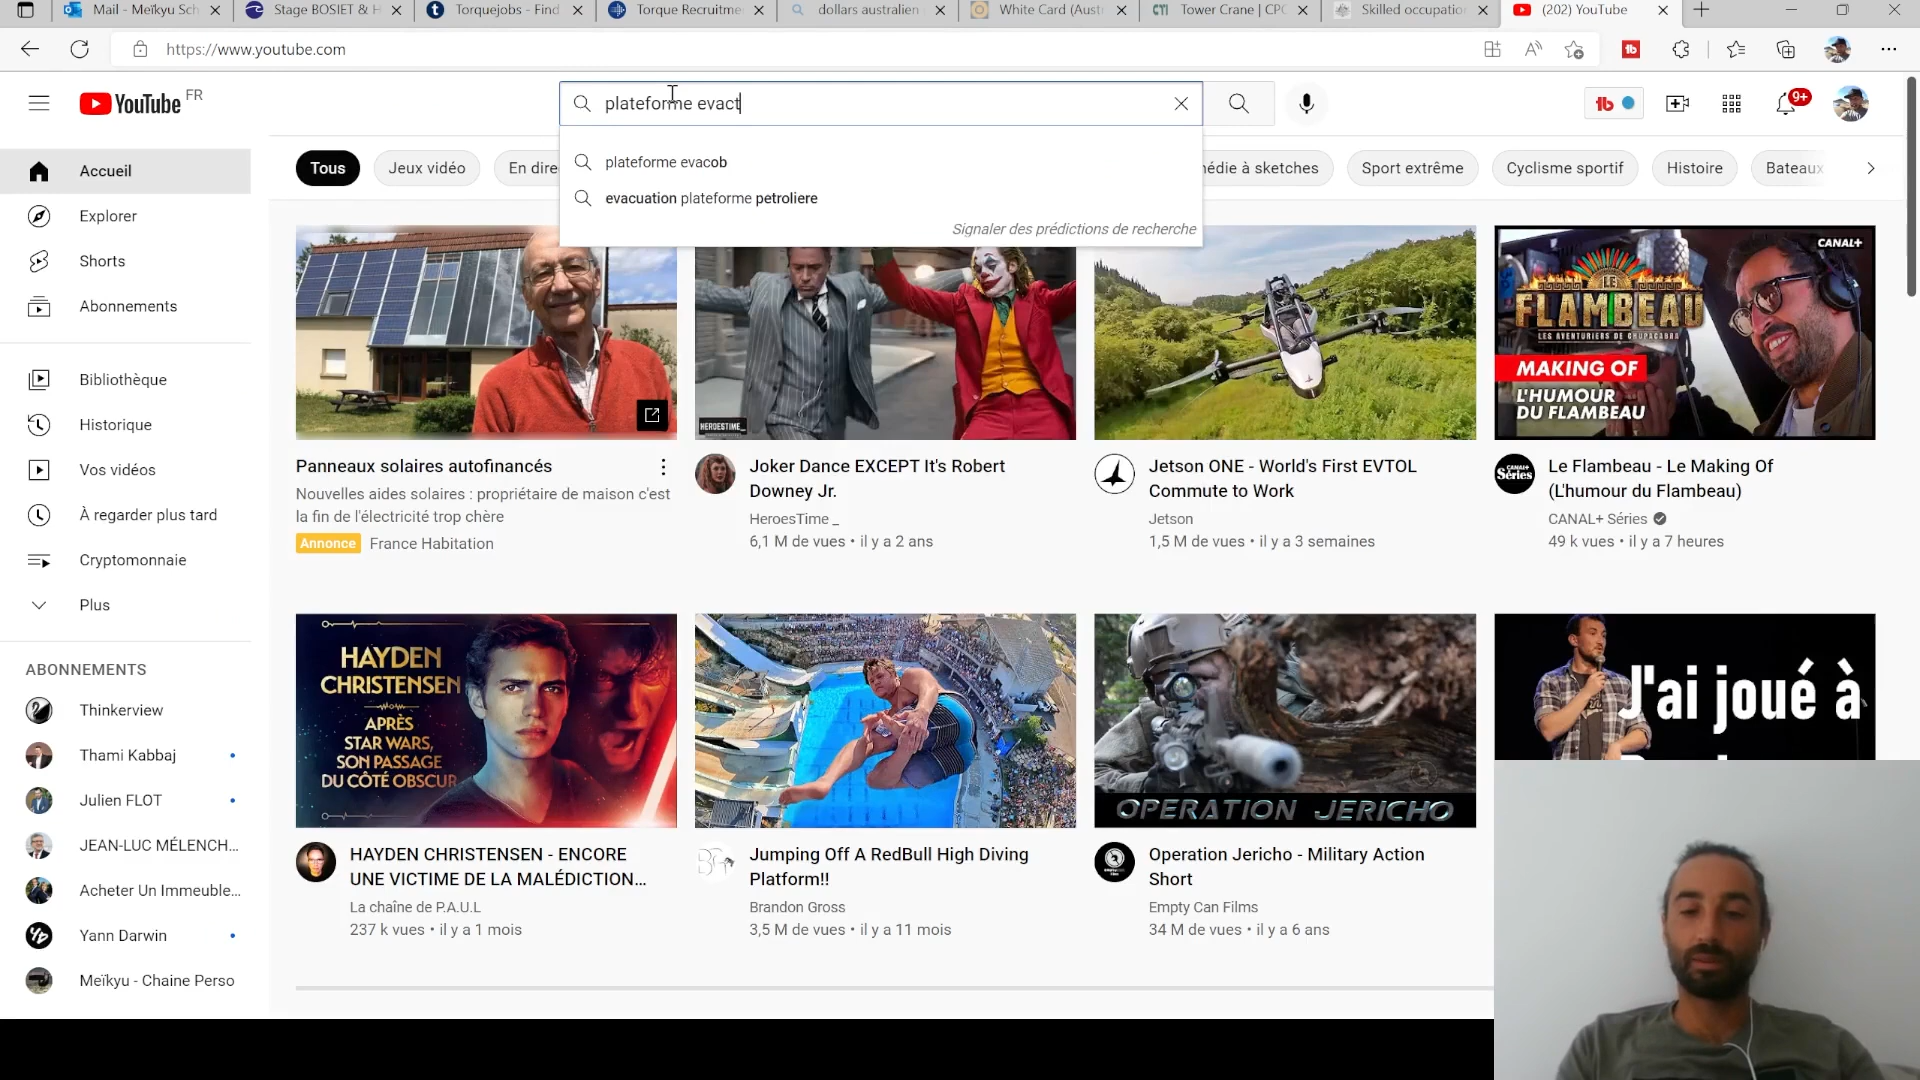 Mail - Meïkyu Sch
Stage BOSIET & H
Torquejobs - Find
Torque Recruitme
dollars australien
White Card (Aust
CTI
Tower Crane | CPC
Skilled occupatio
(202) YouTube
https://www.youtube.com
YouTube FR
plateforme evact
9+
plateforme evacob
evacuation plateforme petroliere
Signaler des prédictions de recherche
Tous
Jeux vidéo
En dire
médie à sketches
Sport extrême
Cyclisme sportif
Histoire
Bateaux
Accueil
Explorer
Shorts
Abonnements
Bibliothèque
Historique
Vos vidéos
À regarder plus tard
Cryptomonnaie
Plus
ABONNEMENTS
Thinkerview
Thami Kabbaj
Julien FLOT
JEAN-LUC MÉLENCH...
Acheter Un Immeuble...
Yann Darwin
Meïkyu - Chaine Perso
HEROESTIME_
CANAL+
LE
FLAMBEAU
LES AVENTURIERS DE CHUPACABRA
MAKING OF
L'HUMOUR
DU FLAMBEAU
Panneaux solaires autofinancés
Nouvelles aides solaires : propriétaire de maison c'est
la fin de l'électricité trop chère
Annonce France Habitation
Joker Dance EXCEPT It's Robert
Downey Jr.
HeroesTime _
6,1 M de vues • il y a 2 ans
Jetson ONE - World's First EVTOL
Commute to Work
Jetson
1,5 M de vues • il y a 3 semaines
CANAL+
Séries
Le Flambeau - Le Making Of
(L'humour du Flambeau)
CANAL+ Séries
49 k vues • il y a 7 heures
HAYDEN
CHRISTENSEN
APRÈS
STAR WARS,
SON PASSAGE
DU CÔTÉ OBSCUR
OPERATION JERICHO
J'ai joué à
HAYDEN CHRISTENSEN - ENCORE
UNE VICTIME DE LA MALÉDICTION...
La chaîne de P.A.U.L
237 k vues • il y a 1 mois
Jumping Off A RedBull High Diving
Platform!!
Brandon Gross
3,5 M de vues • il y a 11 mois
Operation Jericho - Military Action
Short
Empty Can Films
34 M de vues • il y a 6 ans